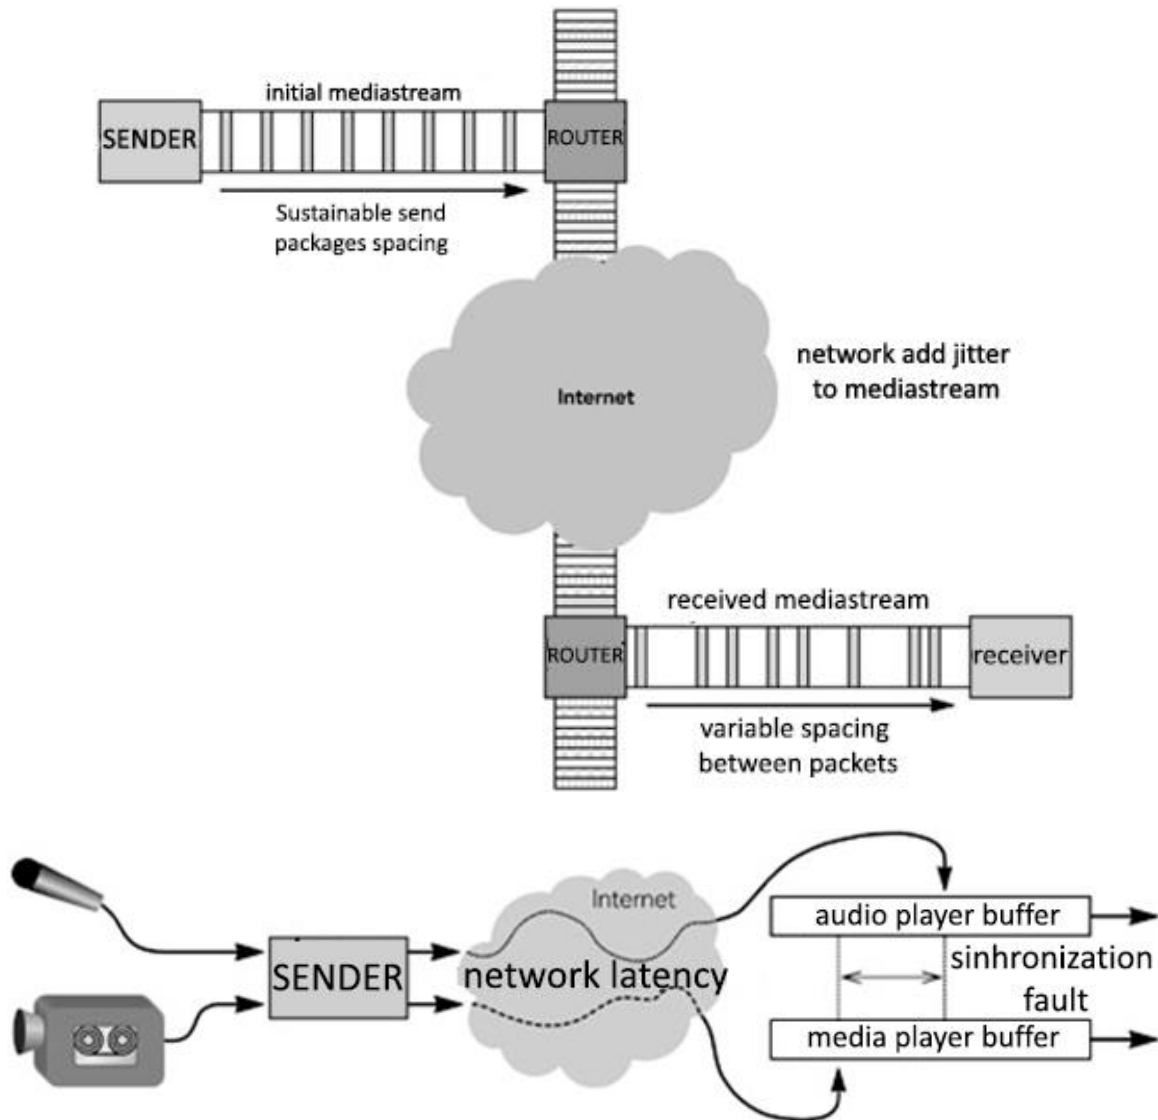 initial mediastream
SENDER
ROUTER
Sustainable send
packages spacing
network add jitter
to mediastream
Internet
received mediastream
ROUTER
receiver
variable spacing
between packets
Internet
audio player buffer
SENDER
network latency
sinhronization
fault
media player buffer